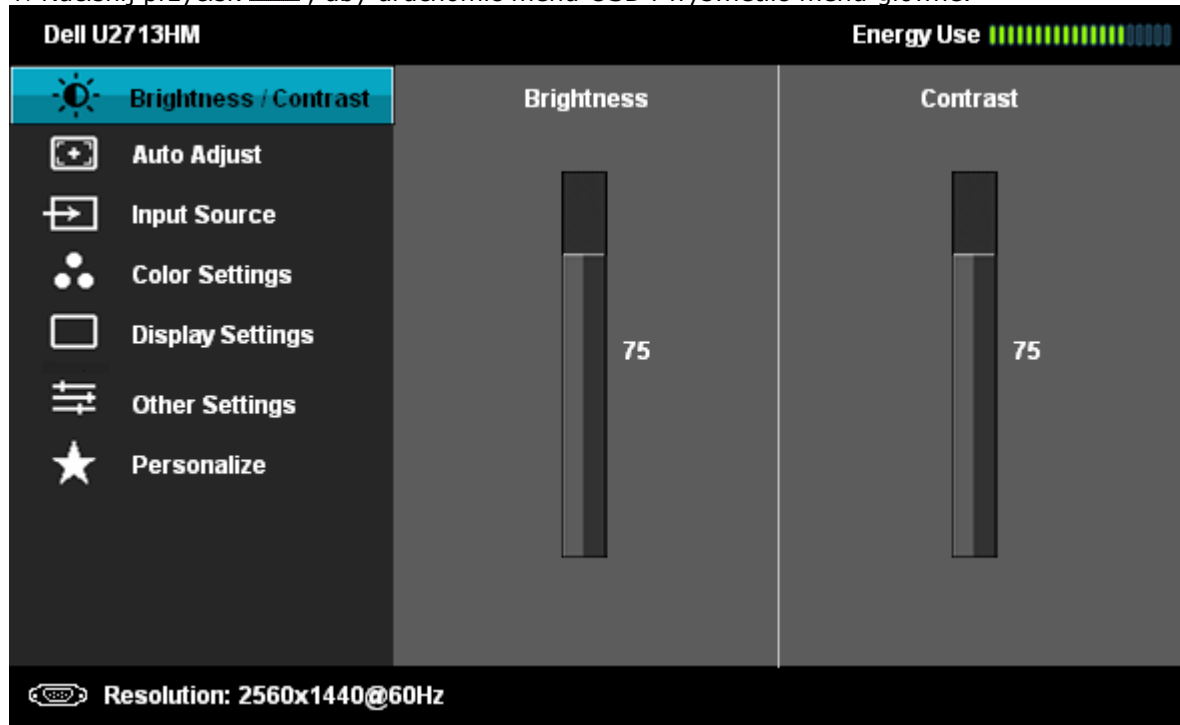 Dell U2713HM
Energy Use
Brightness / Contrast
Auto Adjust
Input Source
Color Settings
Display Settings
Other Settings
Personalize
Brightness
75
Contrast
75
Resolution: 2560x1440@60Hz